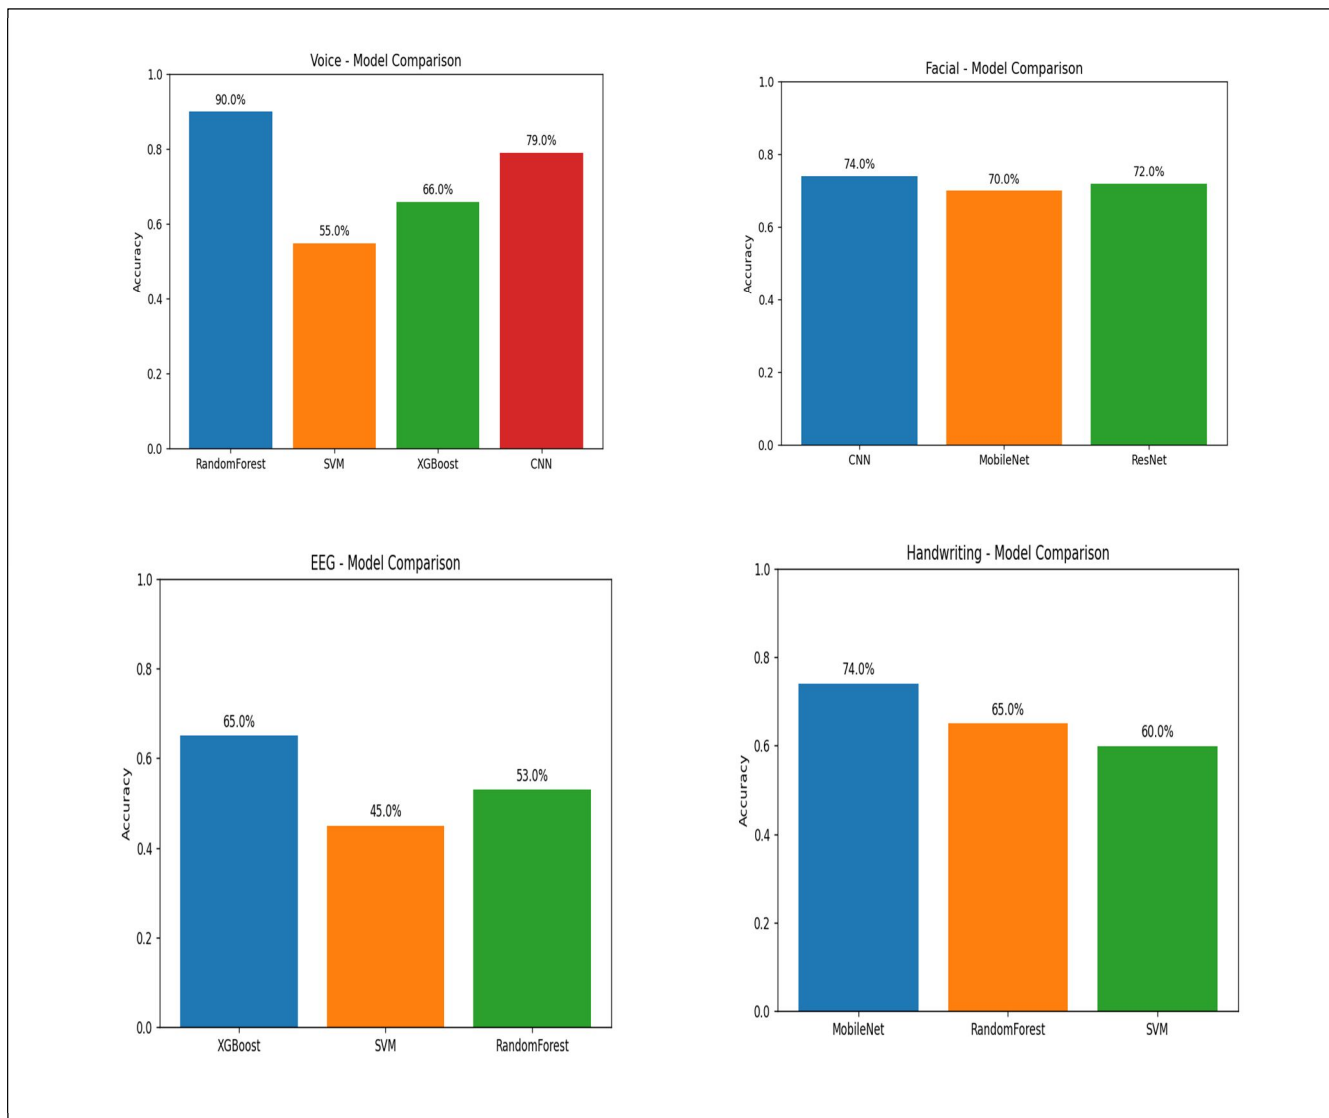 Voice - Model Comparison
Accuracy
1.0
0.8
0.6
0.4
0.2
0.0
90.0%
55.0%
66.0%
79.0%
RandomForest
SVM
XGBoost
CNN
Facial - Model Comparison
Accuracy
1.0
0.8
0.6
0.4
0.2
0.0
74.0%
70.0%
72.0%
CNN
MobileNet
ResNet
EEG - Model Comparison
Accuracy
1.0
0.8
0.6
0.4
0.2
0.0
65.0%
45.0%
53.0%
XGBoost
SVM
RandomForest
Handwriting - Model Comparison
Accuracy
1.0
0.8
0.6
0.4
0.2
0.0
74.0%
65.0%
60.0%
MobileNet
RandomForest
SVM